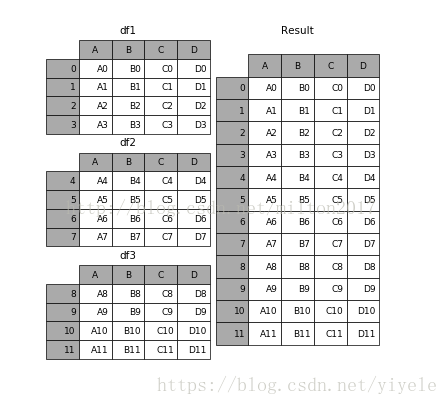 df1
A B C D
0 A0 B0 C0 D0
1 A1 B1 C1 D1
2 A2 B2 C2 D2
3 A3 B3 C3 D3
df2
A B C D
4 A4 B4 C4 D4
5 A5 B5 C5 D5
6 A6 B6 C6 D6
7 A7 B7 C7 D7
df3
A B C D
8 A8 B8 C8 D8
9 A9 B9 C9 D9
10 A10 B10 C10 D10
11 A11 B11 C11 D11
Result
A B C D
0 A0 B0 C0 D0
1 A1 B1 C1 D1
2 A2 B2 C2 D2
3 A3 B3 C3 D3
4 A4 B4 C4 D4
5 A5 B5 C5 D5
6 A6 B6 C6 D6
7 A7 B7 C7 D7
8 A8 B8 C8 D8
9 A9 B9 C9 D9
10 A10 B10 C10 D10
11 A11 B11 C11 D11
https://blog.csdn.net/yiyele